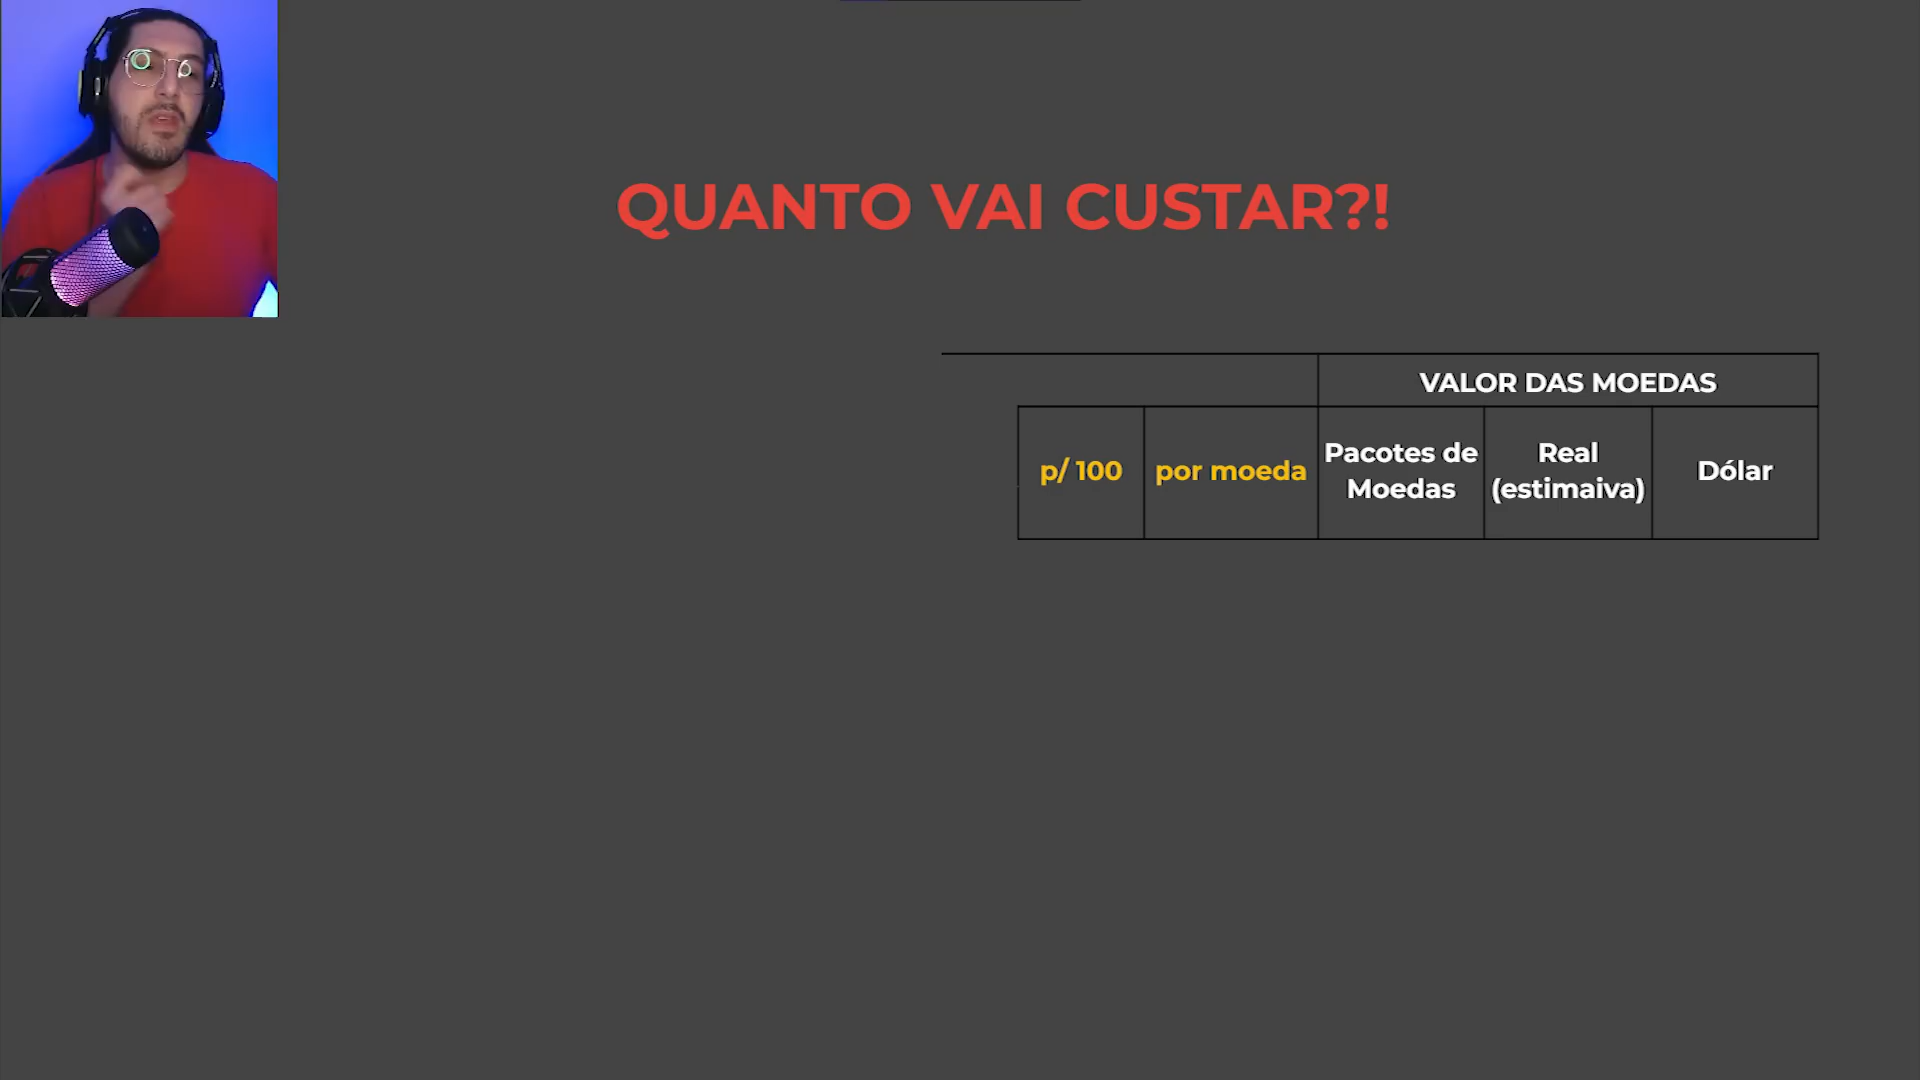 QUANTO VAI CUSTAR?!
VALOR DAS MOEDAS
p/ 100
por moeda
Pacotes de
Moedas
Real
(estimaiva)
Dólar